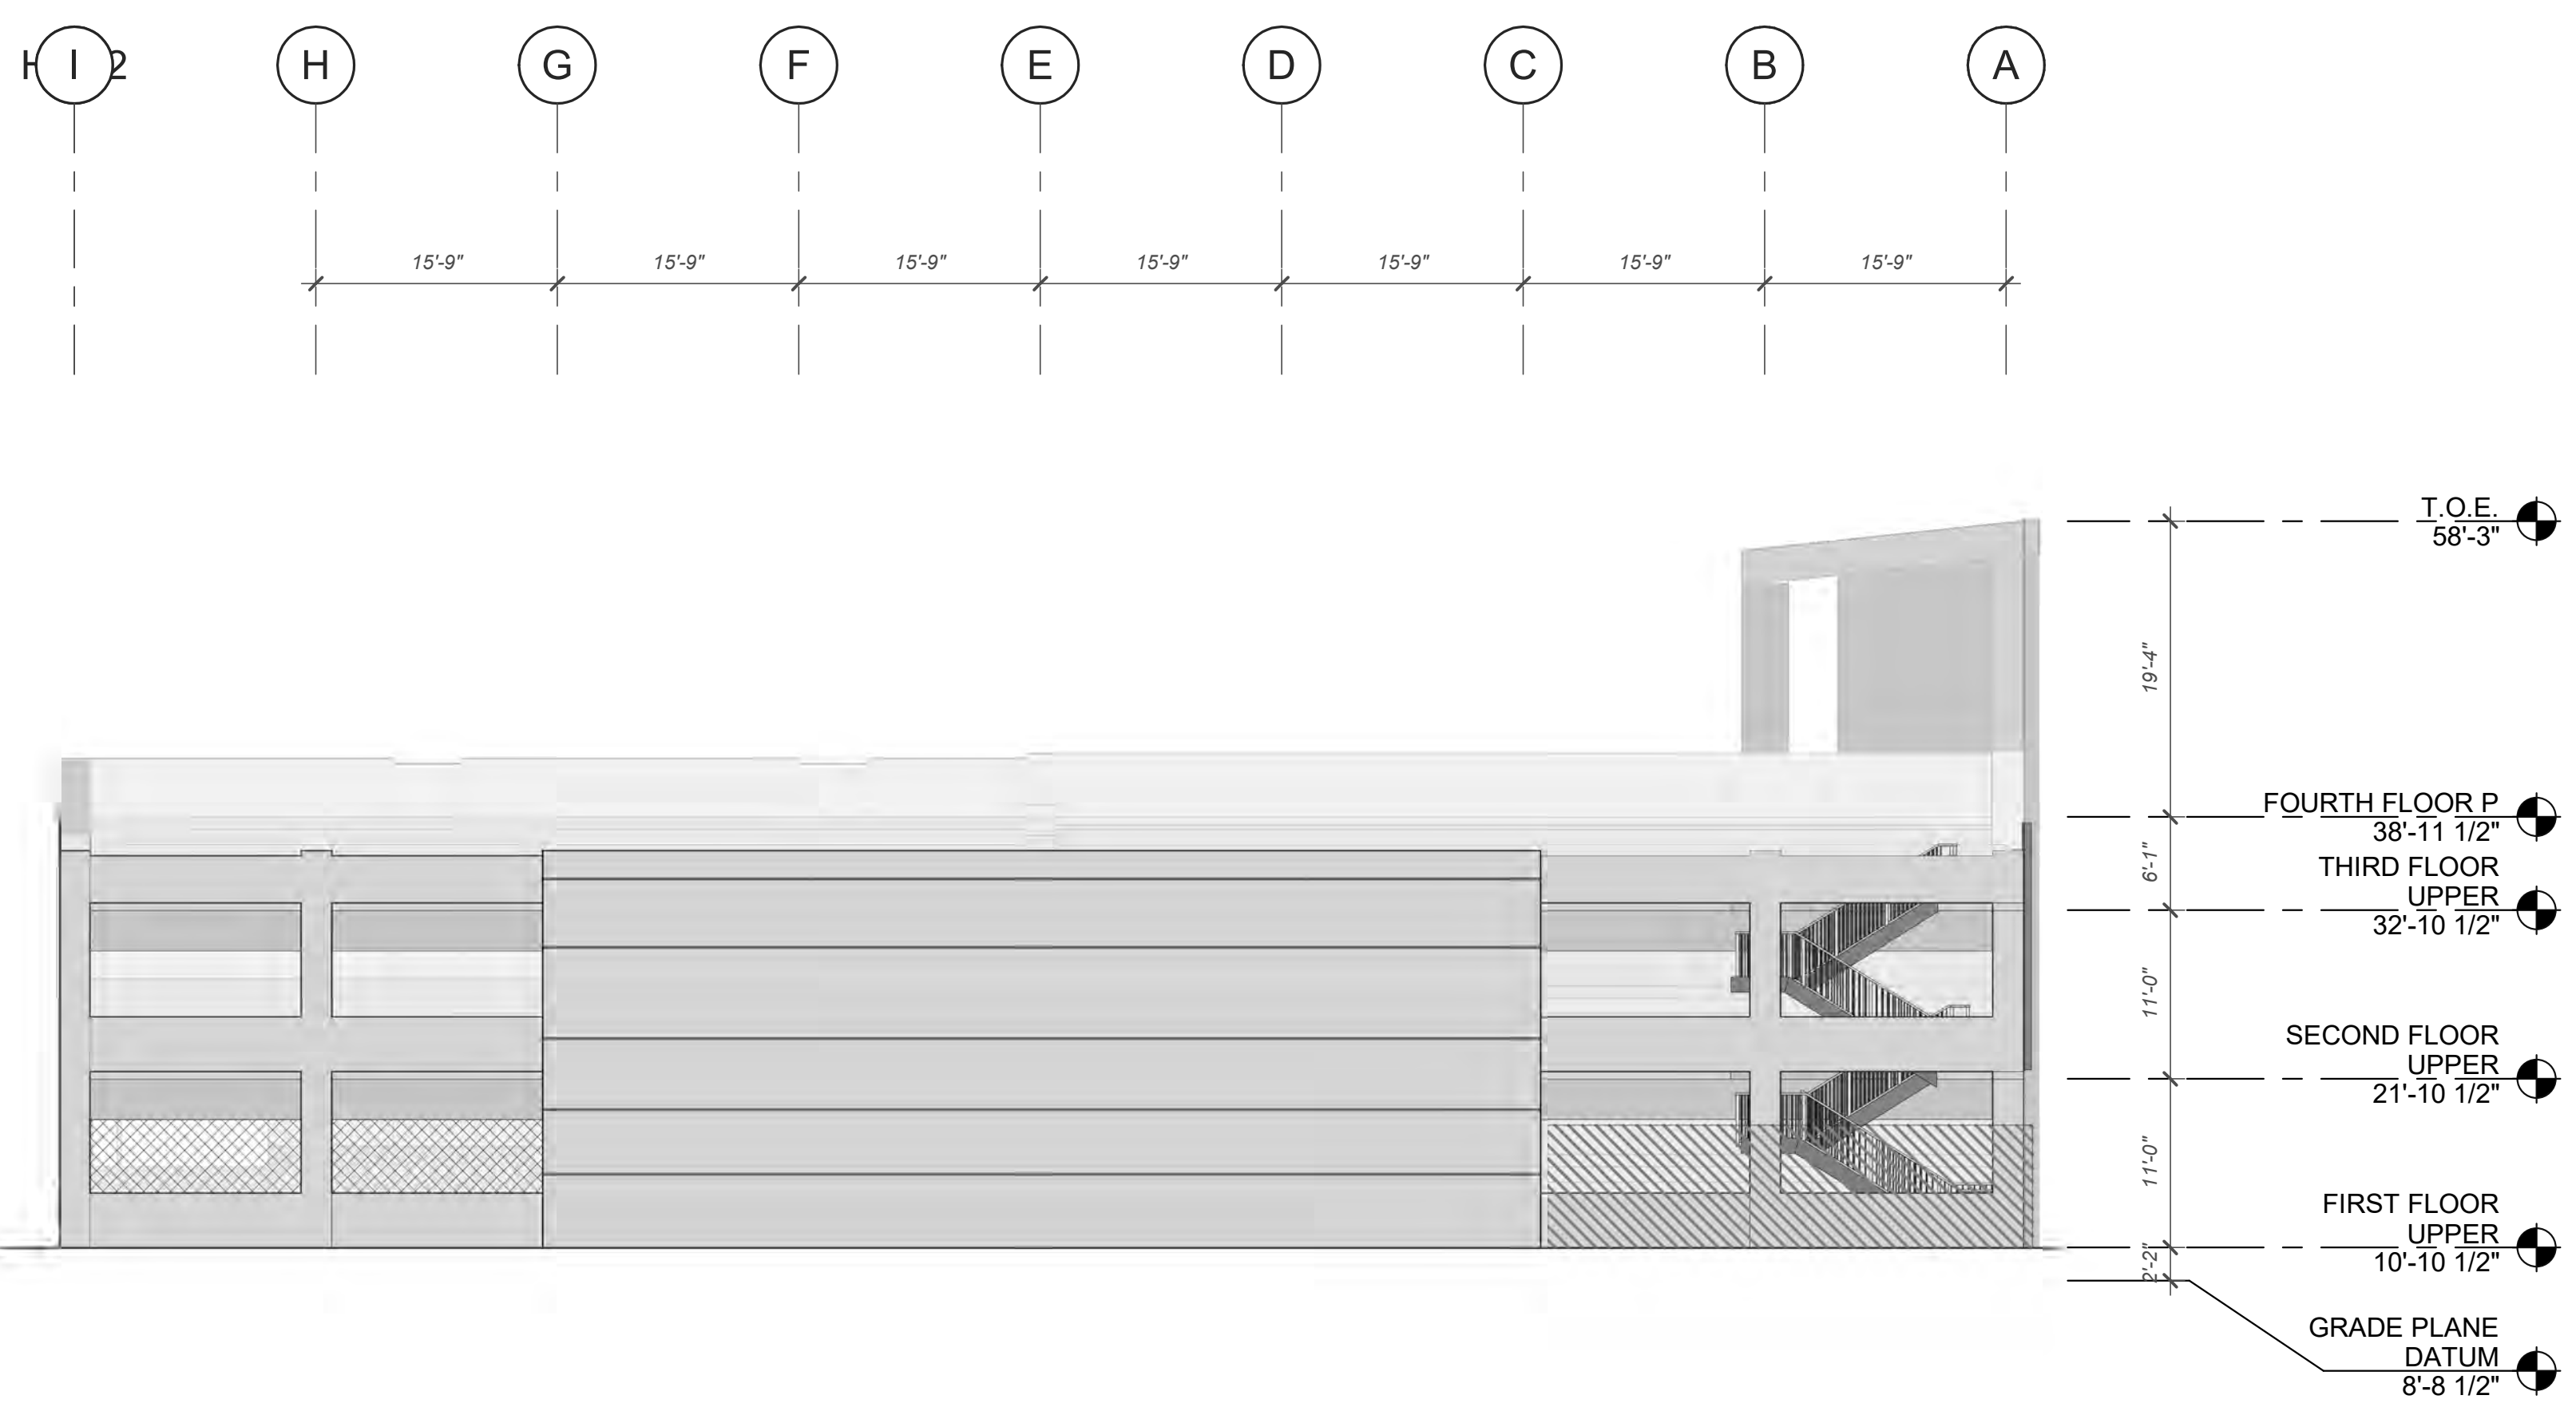 I
H
G
F
E
D
C
B
A
15'-9"
15'-9"
15'-9"
15'-9"
15'-9"
15'-9"
15'-9"
T.O.E.
58'-3"
19'-4"
FOURTH FLOOR P
38'-11 1/2"
6'-1"
THIRD FLOOR
UPPER
32'-10 1/2"
11'-0"
SECOND FLOOR
UPPER
21'-10 1/2"
11'-0"
FIRST FLOOR
UPPER
10'-10 1/2"
2'-2"
GRADE PLANE
DATUM
8'-8 1/2"